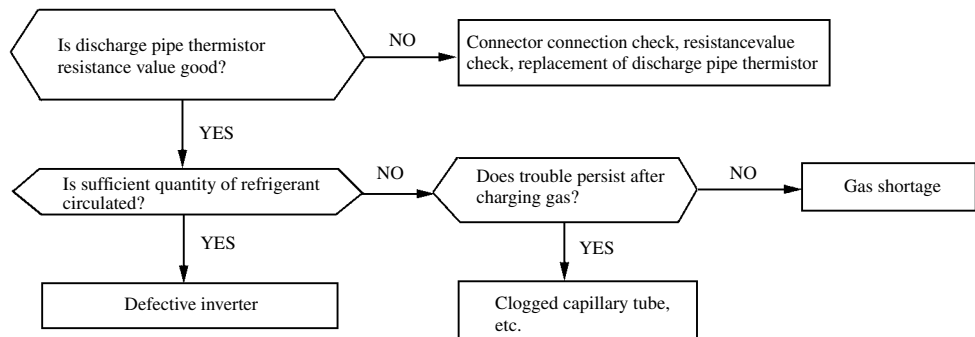 Is discharge pipe thermistor
resistance value good?
NO
Connector connection check, resistancevalue
check, replacement of discharge pipe thermistor
YES
Is sufficient quantity of refrigerant
circulated?
NO
Does trouble persist after
charging gas?
NO
Gas shortage
YES
YES
Defective inverter
Clogged capillary tube,
etc.